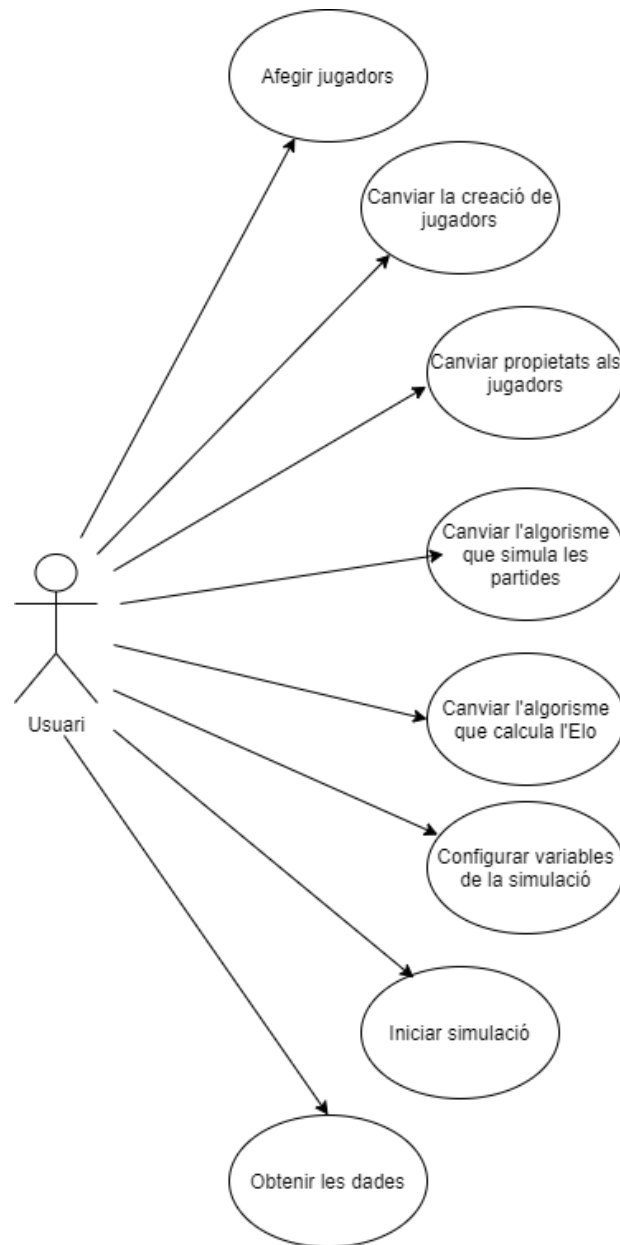 Afegir jugadors
Canviar la creació de
jugadors
Canviar propietats als
jugadors
Canviar l'algorisme
que simula les
partides
Usuari
Canviar l'algorisme
que calcula l'Elo
Configurar variables
de la simulació
Iniciar simulació
Obtenir les dades